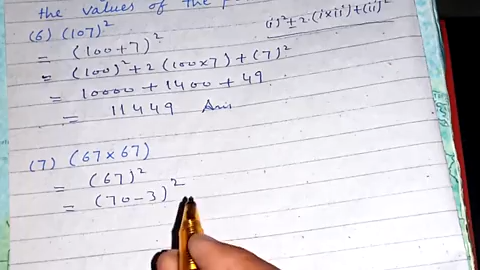 the values of the
(6) (107)²
= (100+7)²
(i)²±2(i×ii)+(ii)²
= (100)²+2(100×7)+(7)²
= 10000+1400+49
= 11449 Ans
(7) (67×67)
= (67)²
= (70-3)²